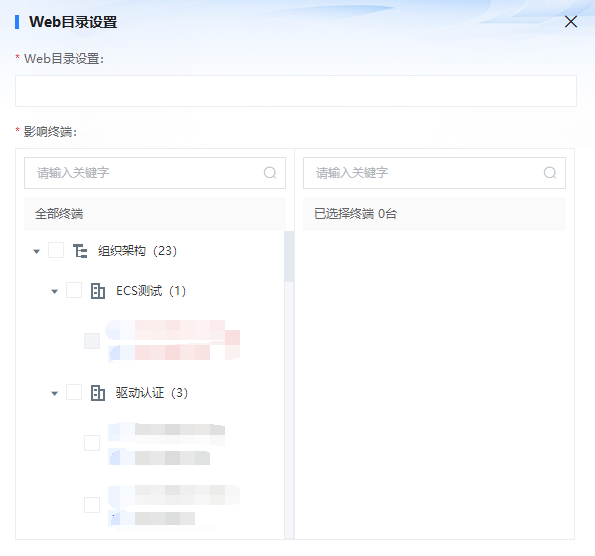 Web目录设置
* Web目录设置:
* 影响终端:
请输入关键字
请输入关键字
全部终端
已选择终端 0台
组织架构（23）
ECS测试（1）
驱动认证（3）